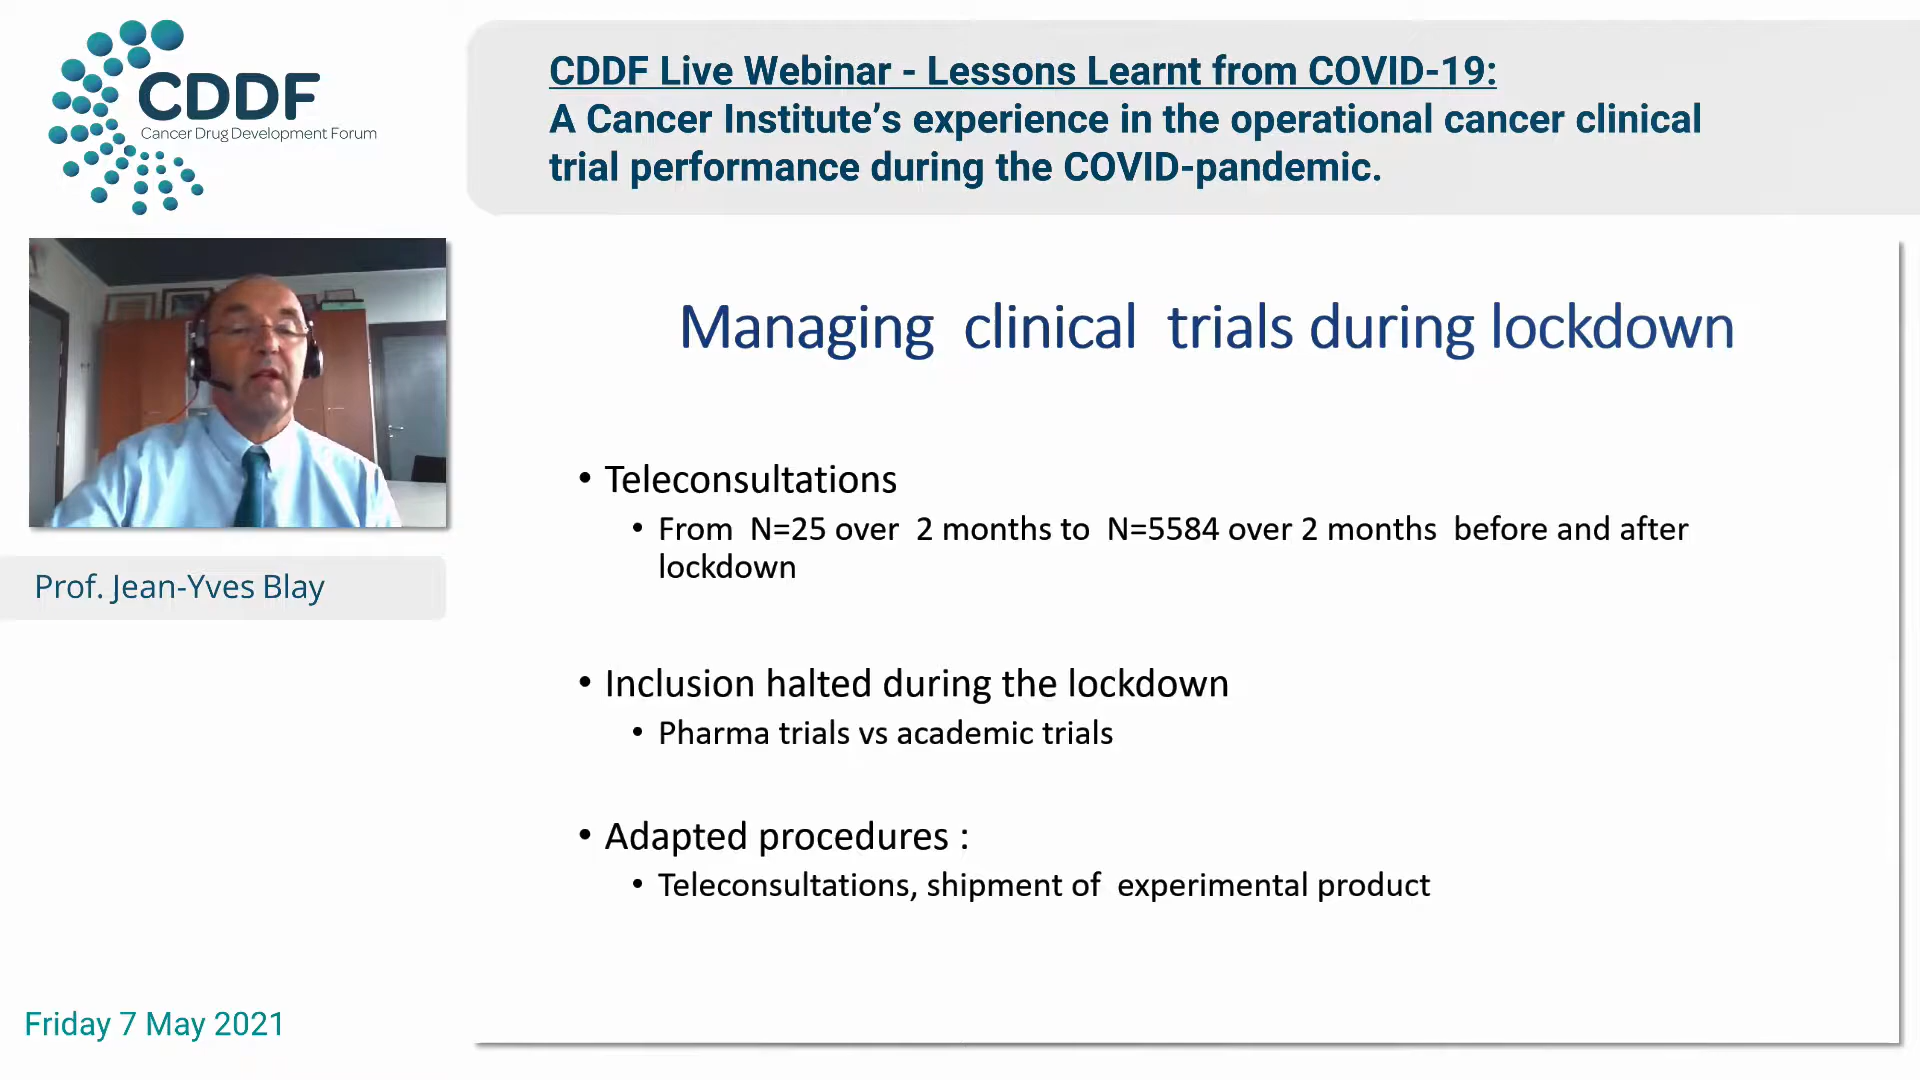 CDDF
Cancer Drug Development Forum
CDDF Live Webinar - Lessons Learnt from COVID-19:
A Cancer Institute’s experience in the operational cancer clinical
trial performance during the COVID-pandemic.
Prof. Jean-Yves Blay
Managing clinical trials during lockdown
• Teleconsultations
• From N=25 over 2 months to N=5584 over 2 months before and after
lockdown
• Inclusion halted during the lockdown
• Pharma trials vs academic trials
• Adapted procedures :
• Teleconsultations, shipment of experimental product
Friday 7 May 2021